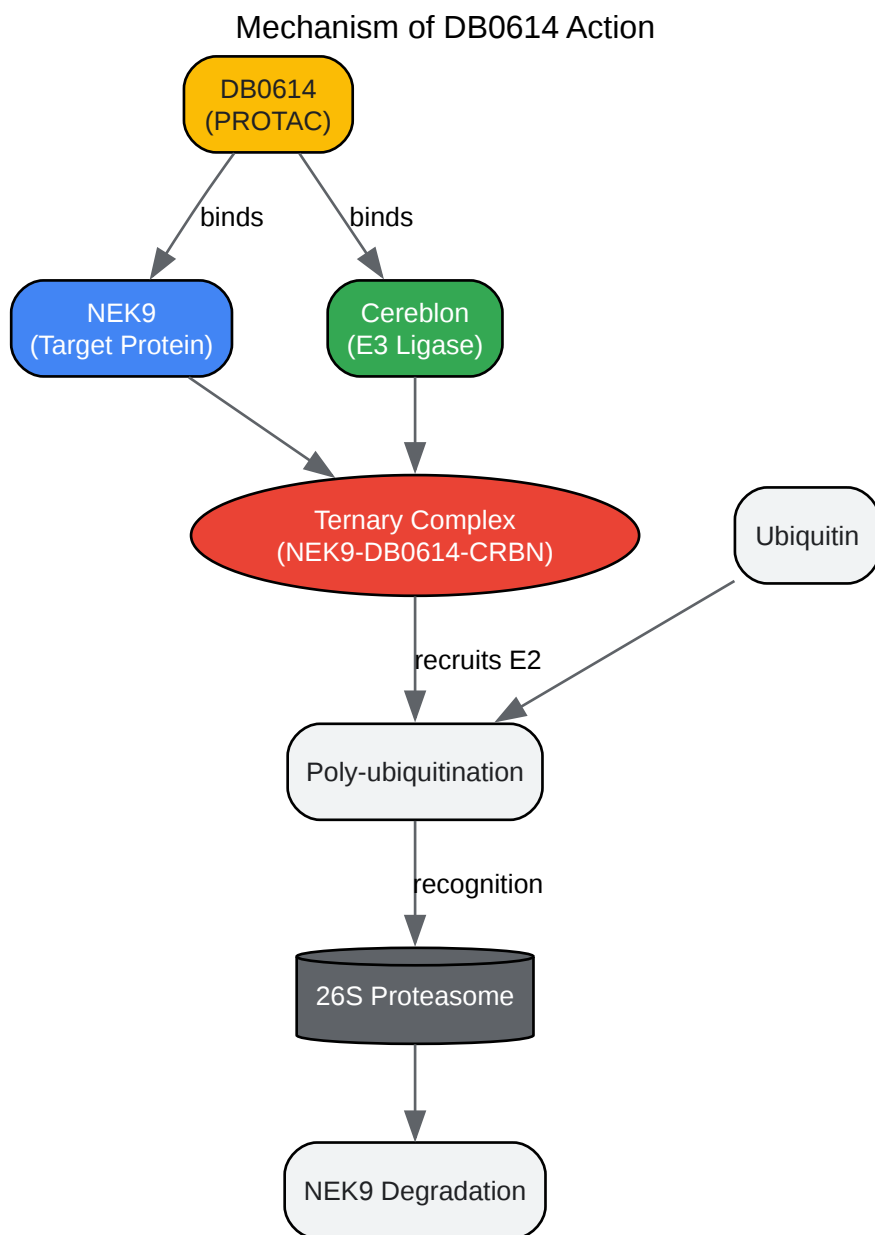 Mechanism of DB0614 Action
DB0614
(PROTAC)
binds
binds
NEK9
(Target Protein)
Cereblon
(E3 Ligase)
Ternary Complex
(NEK9-DB0614-CRBN)
Ubiquitin
recruits E2
Poly-ubiquitination
recognition
26S Proteasome
NEK9 Degradation